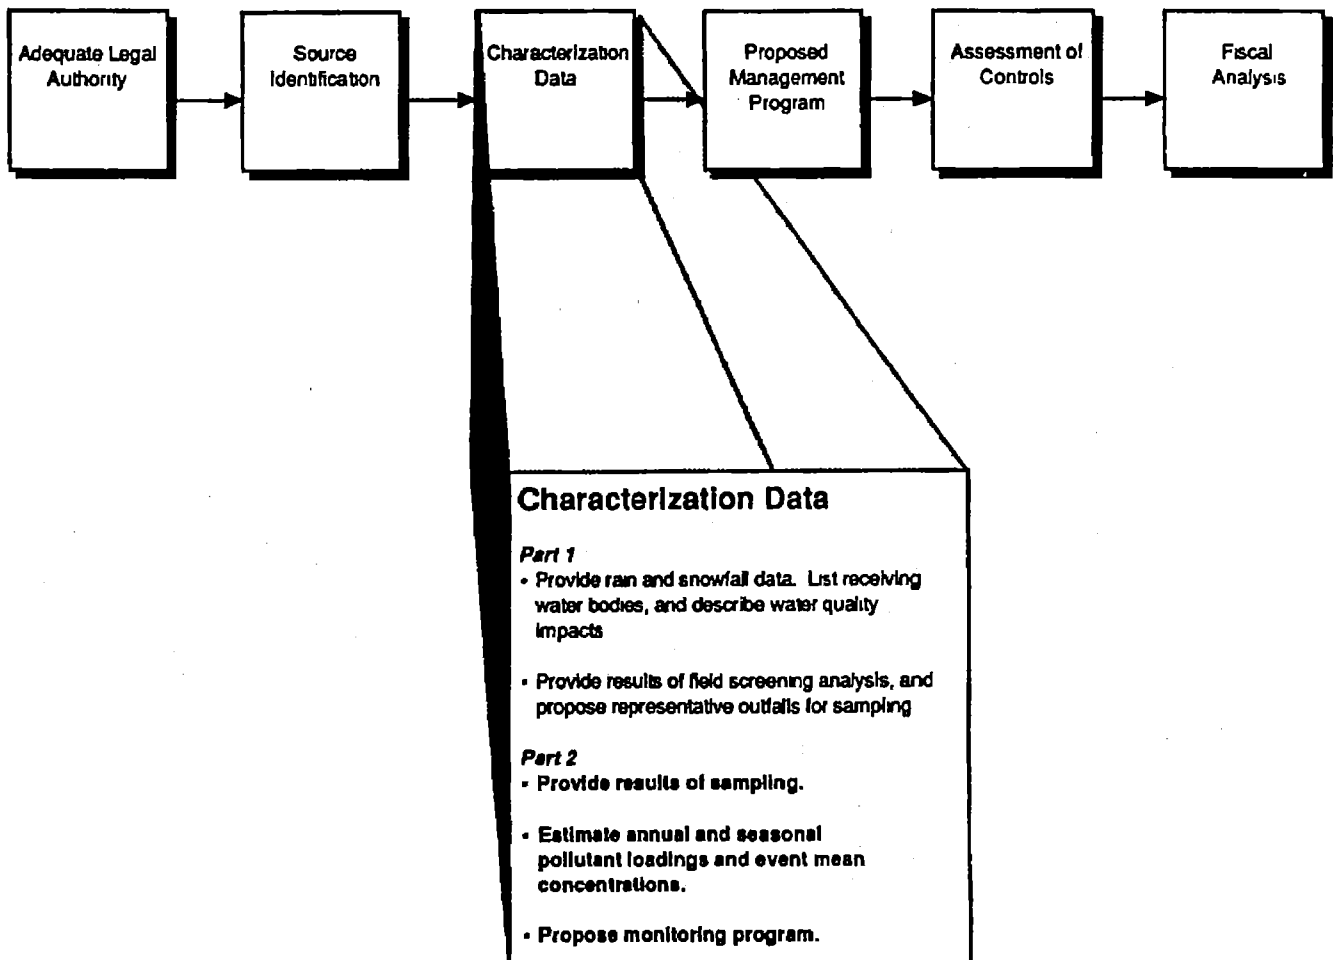 Adequate Legal
Authority
Source
Identification
Characterization
Data
Proposed
Management
Program
Assessment of
Controls
Fiscal
Analysis
Characterization Data
Part 1
• Provide rain and snowfall data. List receiving
water bodies, and describe water quality
impacts
• Provide results of field screening analysis, and
propose representative outfalls for sampling
Part 2
• Provide results of sampling.
• Estimate annual and seasonal
pollutant loadings and event mean
concentrations.
• Propose monitoring program.